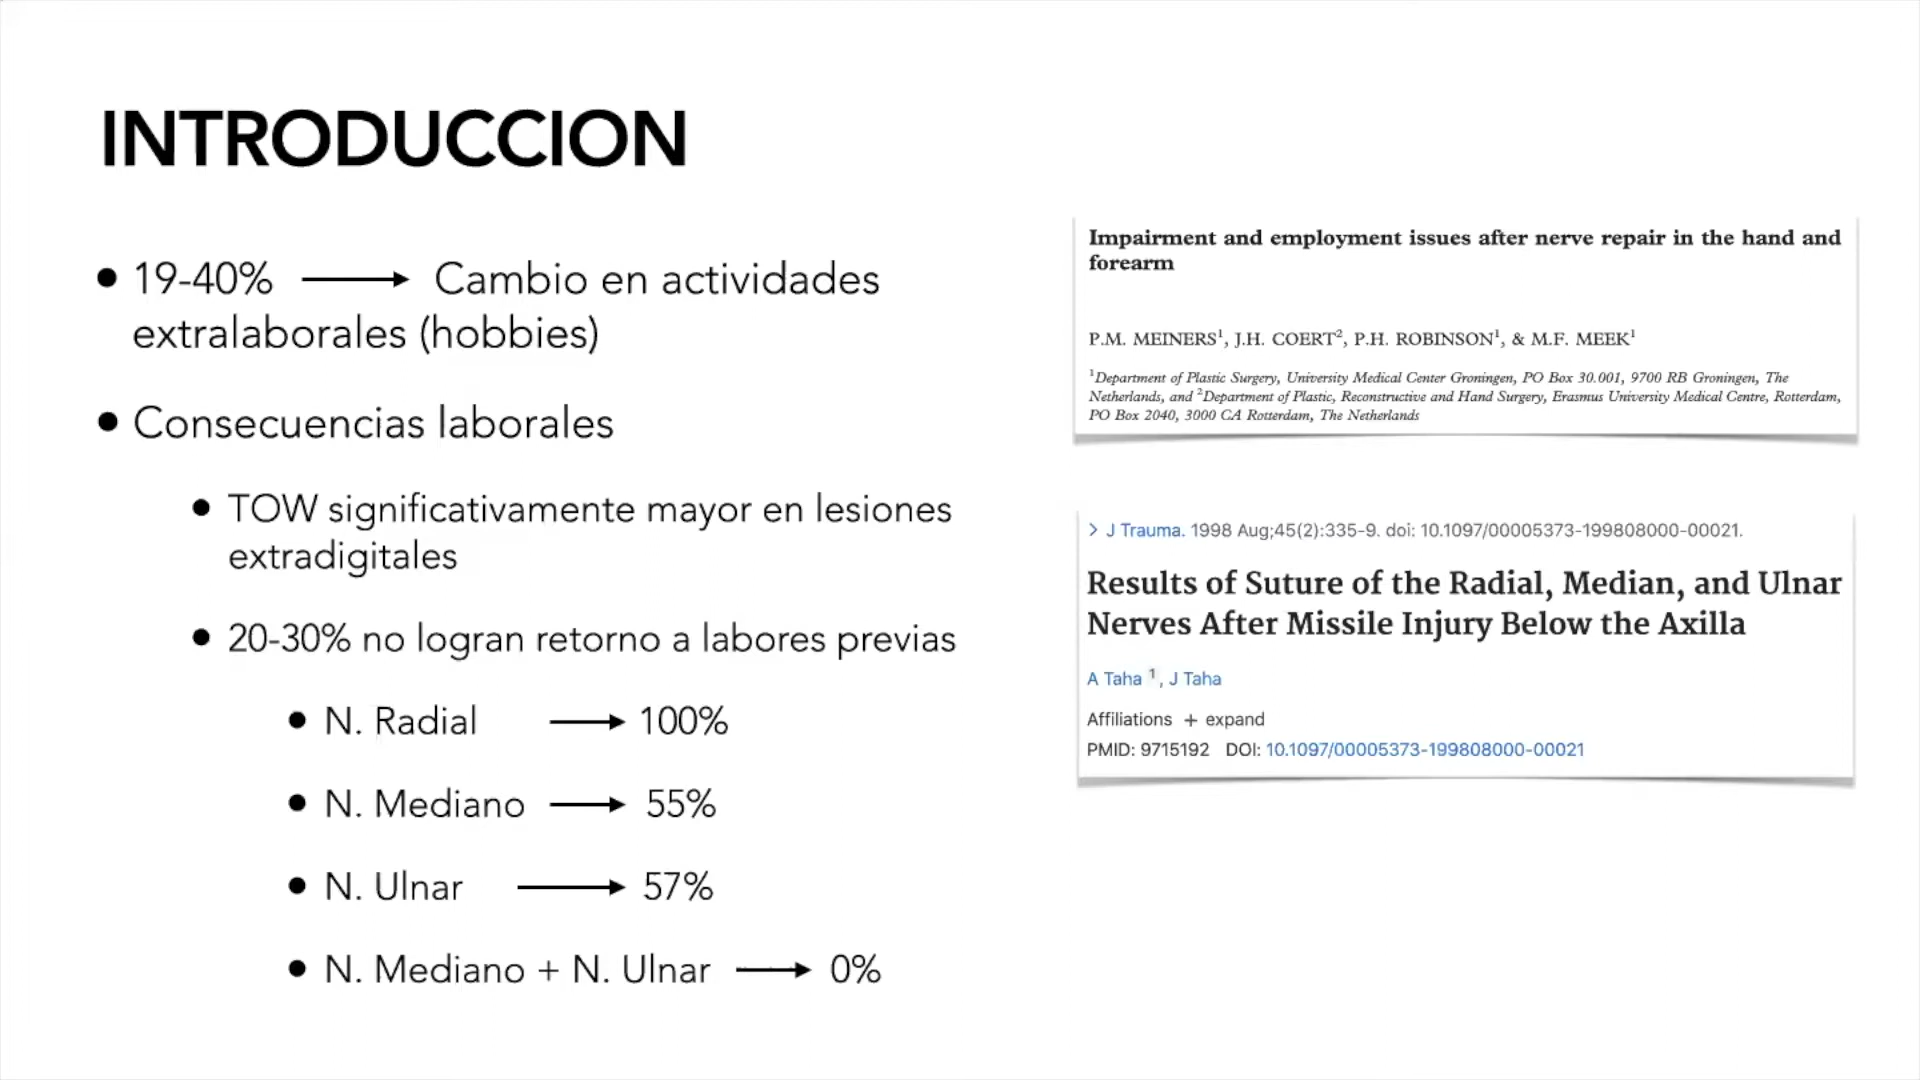 INTRODUCCION
• 19-40% → Cambio en actividades
extralaborales (hobbies)
• Consecuencias laborales
• TOW significativamente mayor en lesiones
extradigitales
• 20-30% no logran retorno a labores previas
• N. Radial → 100%
• N. Mediano → 55%
• N. Ulnar → 57%
• N. Mediano + N. Ulnar → 0%
Impairment and employment issues after nerve repair in the hand and
forearm
P.M. MEINERS¹, J.H. COERT², P.H. ROBINSON¹, & M.F. MEEK¹
¹Department of Plastic Surgery, University Medical Center Groningen, PO Box 30.001, 9700 RB Groningen, The
Netherlands, and ²Department of Plastic, Reconstructive and Hand Surgery, Erasmus University Medical Centre, Rotterdam,
PO Box 2040, 3000 CA Rotterdam, The Netherlands
> J Trauma. 1998 Aug;45(2):335-9. doi: 10.1097/00005373-199808000-00021.
Results of Suture of the Radial, Median, and Ulnar
Nerves After Missile Injury Below the Axilla
A Taha ¹, J Taha
Affiliations + expand
PMID: 9715192 DOI: 10.1097/00005373-199808000-00021